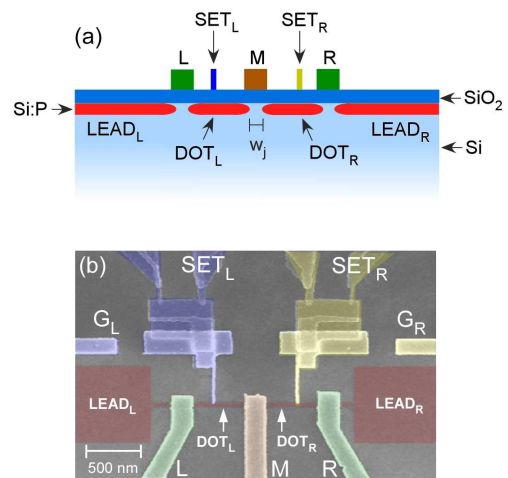 (a)
SET_L SET_R
L M R
Si:P SiO₂
LEAD_L LEAD_R
DOT_L w_j DOT_R Si
(b)
SET_L SET_R
G_L G_R
LEAD_L LEAD_R
DOT_L DOT_R
500 nm L M R